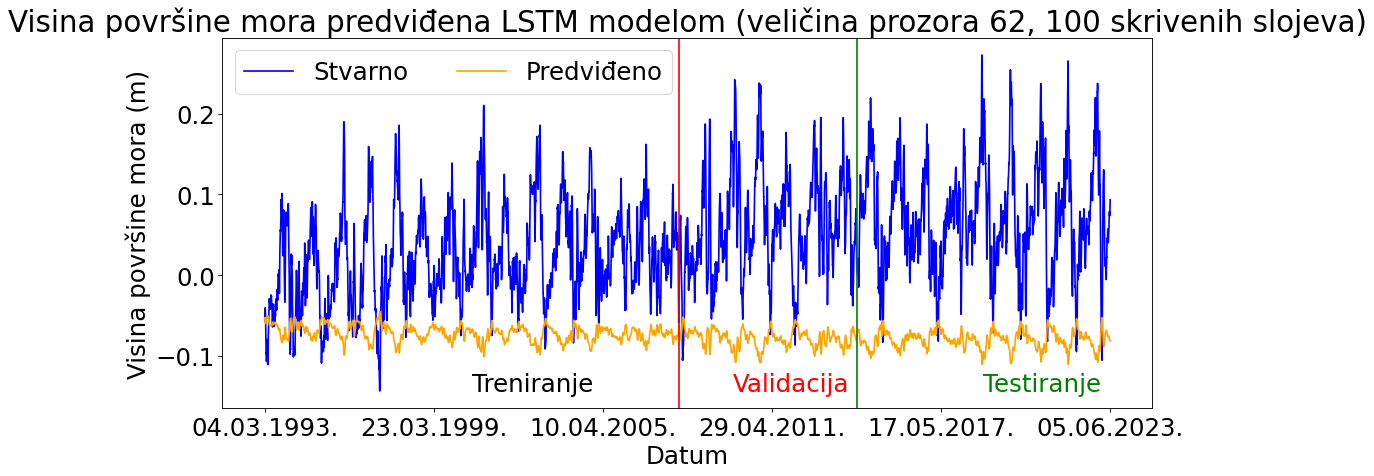 Visina površine mora predviđena LSTM modelom (veličina prozora 62, 100 skrivenih slojeva)
Stvarno Predviđeno
Visina površine mora (m)
0.2
0.1
0.0
−0.1
Treniranje Validacija Testiranje
04.03.1993. 23.03.1999. 10.04.2005. 29.04.2011. 17.05.2017. 05.06.2023.
Datum